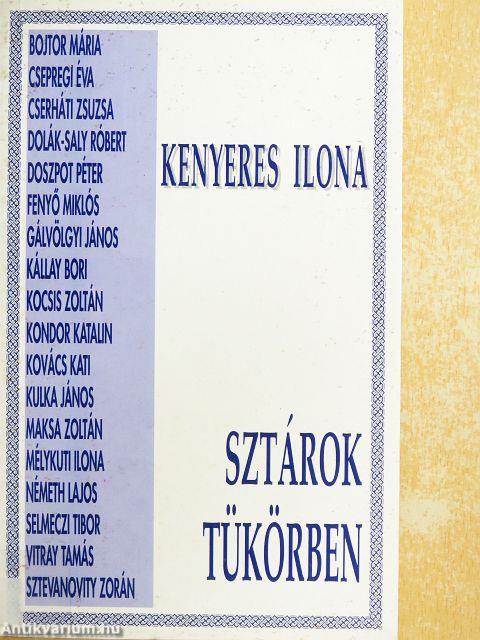 BOJTOR MÁRIA
CSEPREGI ÉVA
CSERHÁTI ZSUZSA
DOLÁK-SALY RÓBERT
DOSZPOT PÉTER
FENYŐ MIKLÓS
GÁLVÖLGYI JÁNOS
KÁLLAY BORI
KOCSIS ZOLTÁN
KONDOR KATALIN
KOVÁCS KATI
KULKA JÁNOS
MAKSA ZOLTÁN
MÉLYKUTI ILONA
NÉMETH LAJOS
SELMECZI TIBOR
VITRAY TAMÁS
SZTEVANOVITY ZORÁN
KENYERES ILONA
SZTÁROK
TÜKÖRBEN
Antikvarium.hu